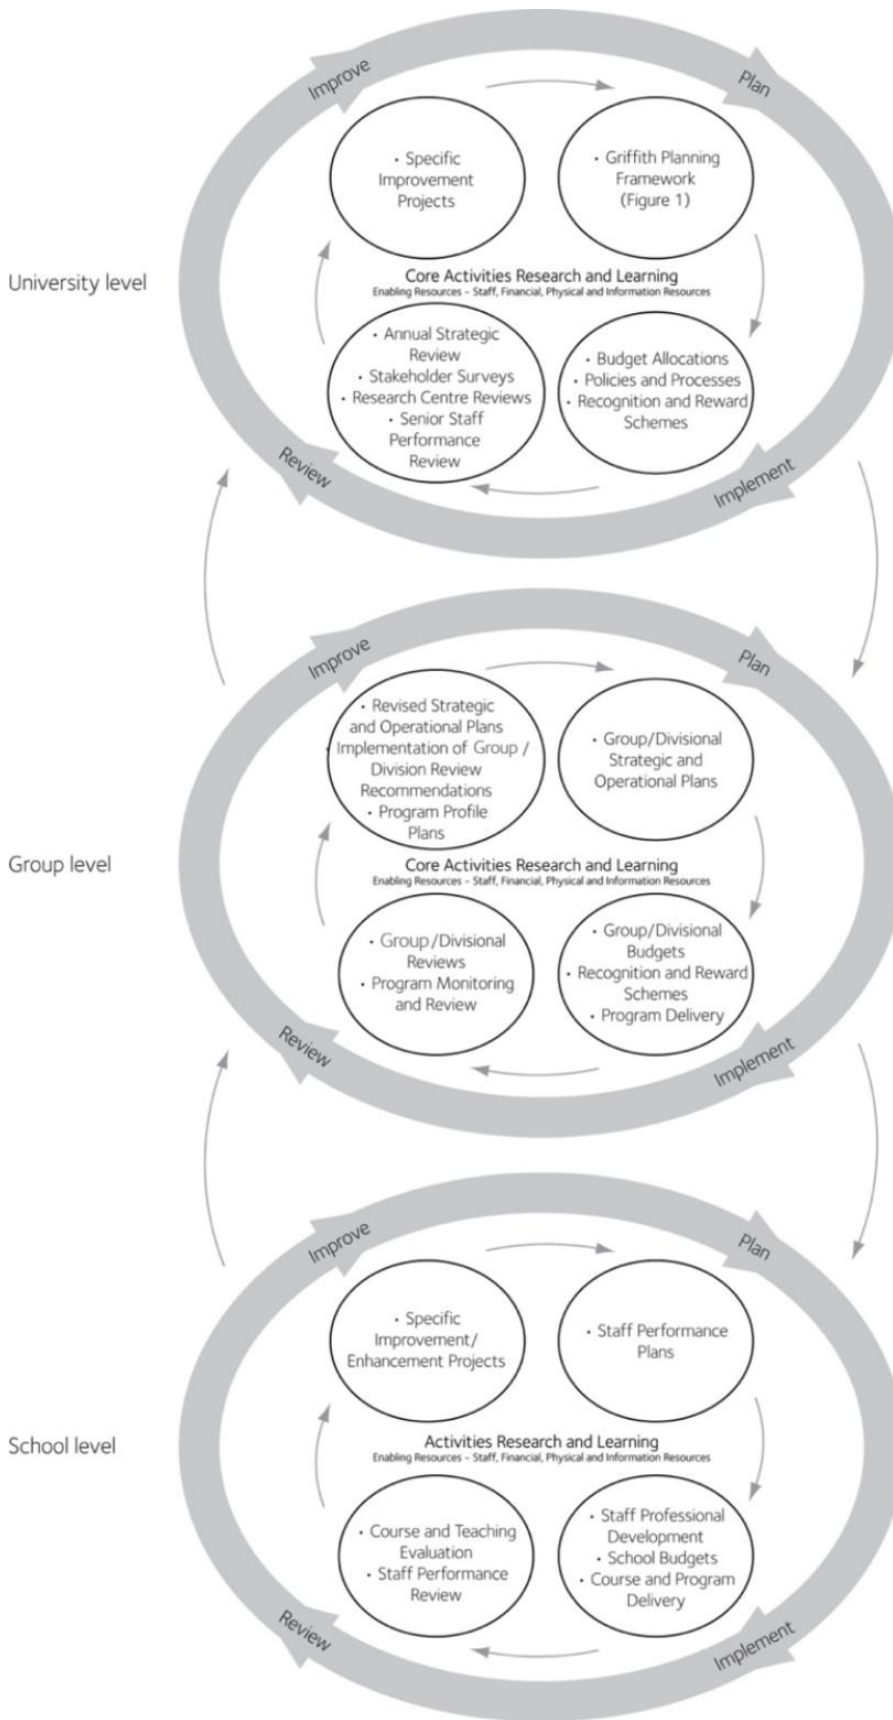 Improve
Plan
• Specific
Improvement
Projects
• Griffith Planning
Framework
(Figure 1)
University level
Core Activities Research and Learning
Enabling Resources – Staff, Financial, Physical and Information Resources
• Annual Strategic
Review
• Stakeholder Surveys
• Research Centre Reviews
• Senior Staff
Performance
Review
• Budget Allocations
• Policies and Processes
• Recognition and Reward
Schemes
Review
Implement
Improve
Plan
• Revised Strategic
and Operational Plans
• Implementation of Group /
Division Review
Recommendations
• Program Profile
Plans
• Group/Divisional
Strategic and
Operational Plans
Group level
Core Activities Research and Learning
Enabling Resources – Staff, Financial, Physical and Information Resources
• Group/Divisional
Reviews
• Program Monitoring
and Review
• Group/Divisional
Budgets
• Recognition and Reward
Schemes
• Program Delivery
Review
Implement
Improve
Plan
• Specific
Improvement/
Enhancement Projects
• Staff Performance
Plans
School level
Activities Research and Learning
Enabling Resources – Staff, Financial, Physical and Information Resources
• Course and Teaching
Evaluation
• Staff Performance
Review
• Staff Professional
Development
• School Budgets
• Course and Program
Delivery
Review
Implement